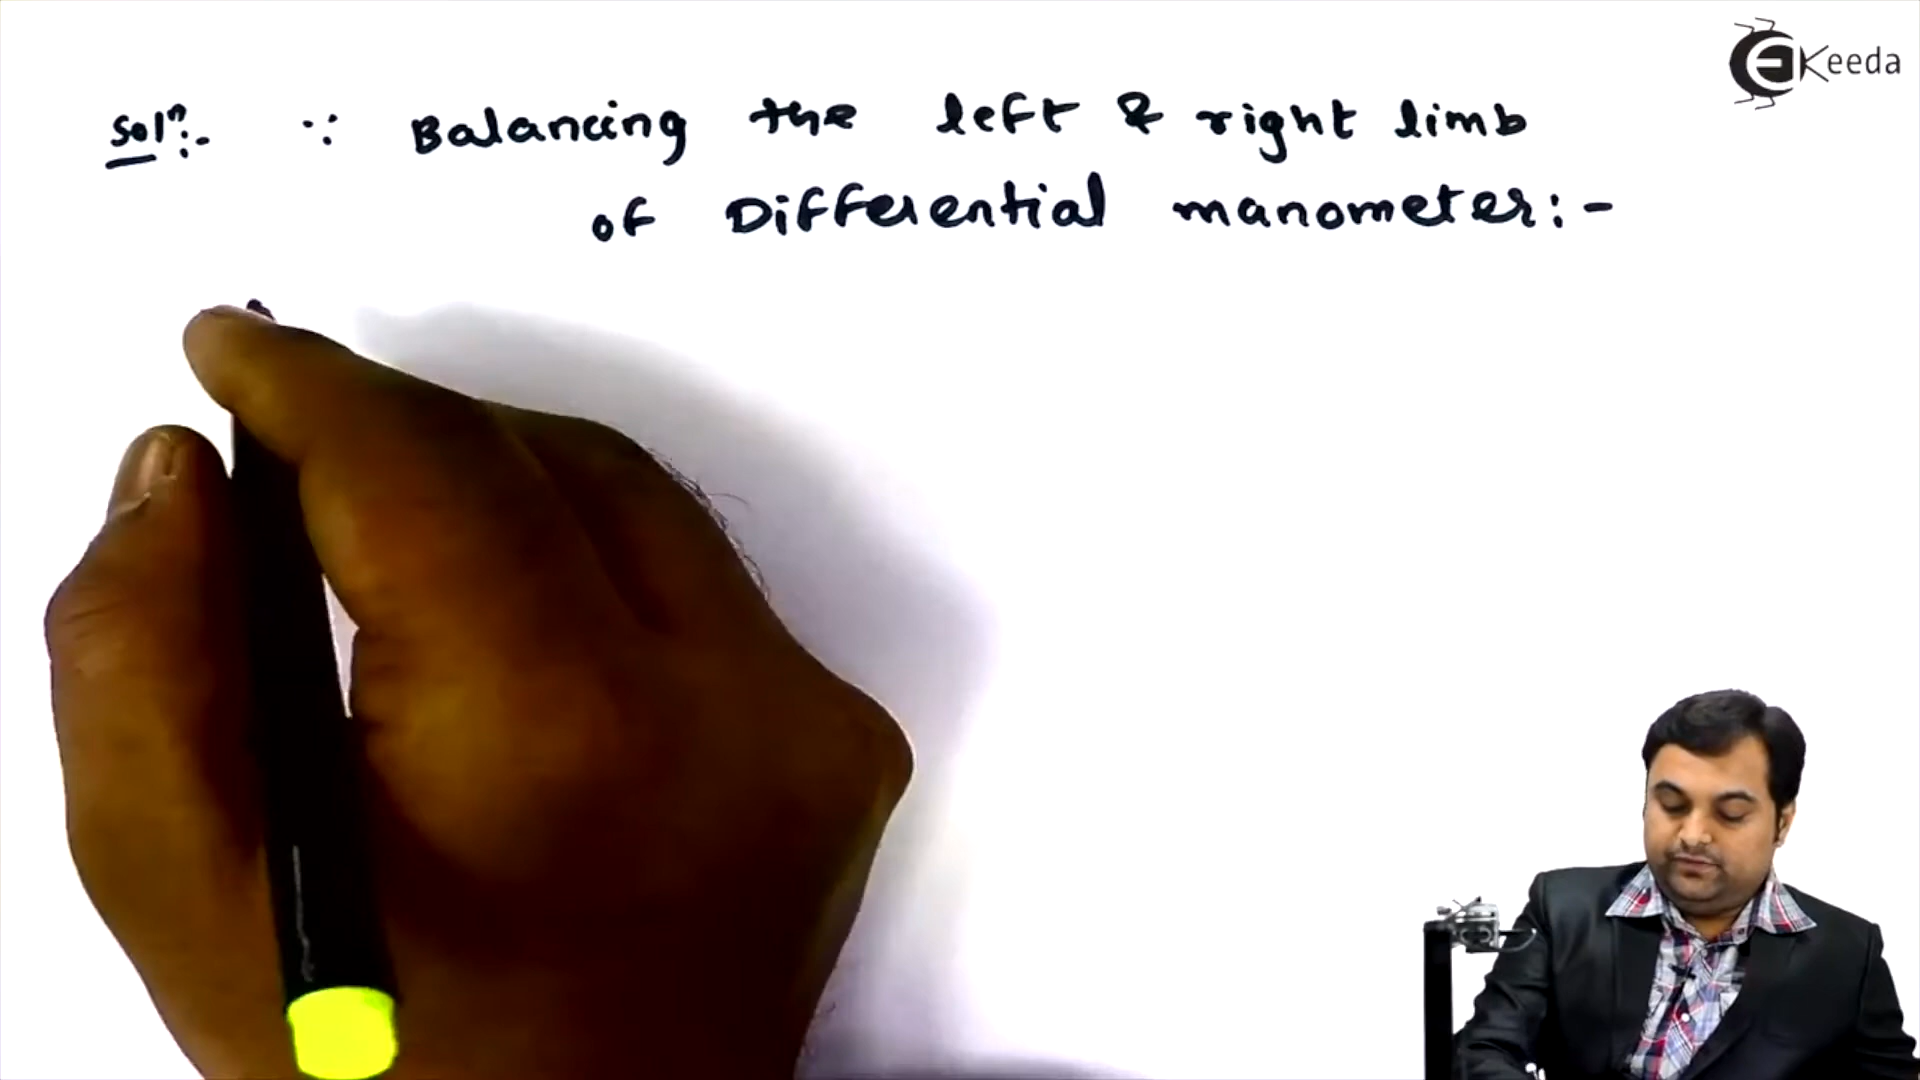 Soln:- ∵ Balancing the left & right limb
of Differential manometer:-
EKeeda